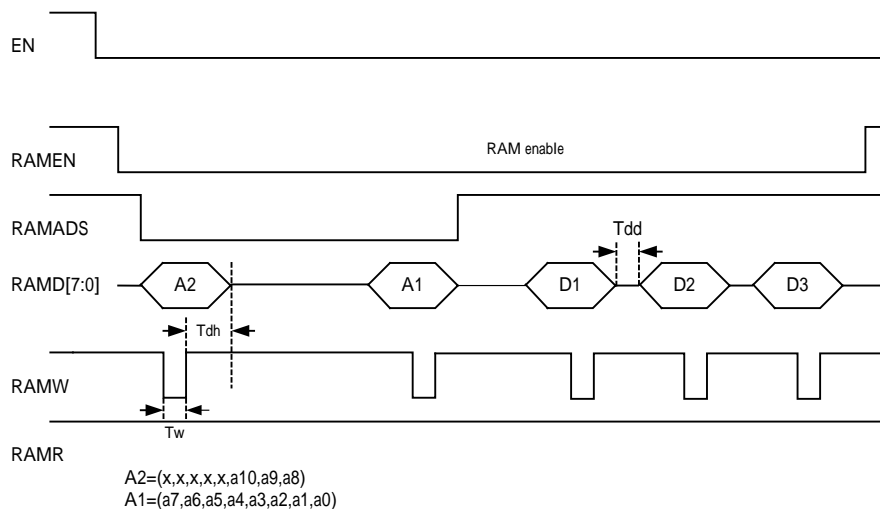 EN
RAMEN
RAM enable
RAMADS
Tdd
RAMD[7:0]
A2 A1 D1 D2 D3
Tdh
RAMW
Tw
RAMR
A2=(x,x,x,x,x,a10,a9,a8)
A1=(a7,a6,a5,a4,a3,a2,a1,a0)